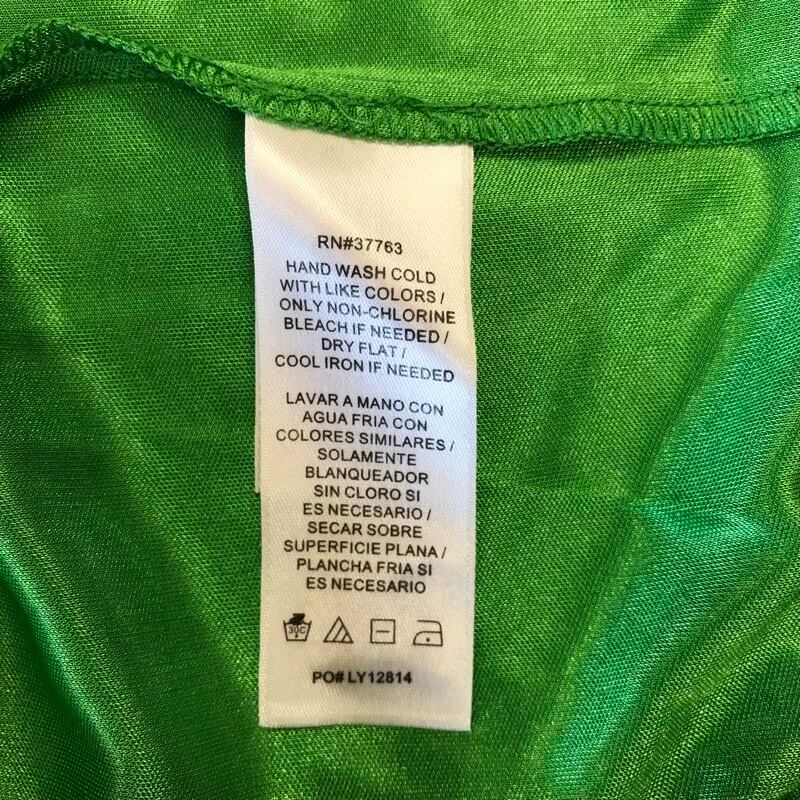 RN#37763
HAND WASH COLD
WITH LIKE COLORS /
ONLY NON-CHLORINE
BLEACH IF NEEDED /
DRY FLAT /
COOL IRON IF NEEDED
LAVAR A MANO CON
AGUA FRIA CON
COLORES SIMILARES /
SOLAMENTE
BLANQUEADOR
SIN CLORO SI
ES NECESARIO /
SECAR SOBRE
SUPERFICIE PLANA /
PLANCHA FRIA SI
ES NECESARIO
30C
PO# LY12814